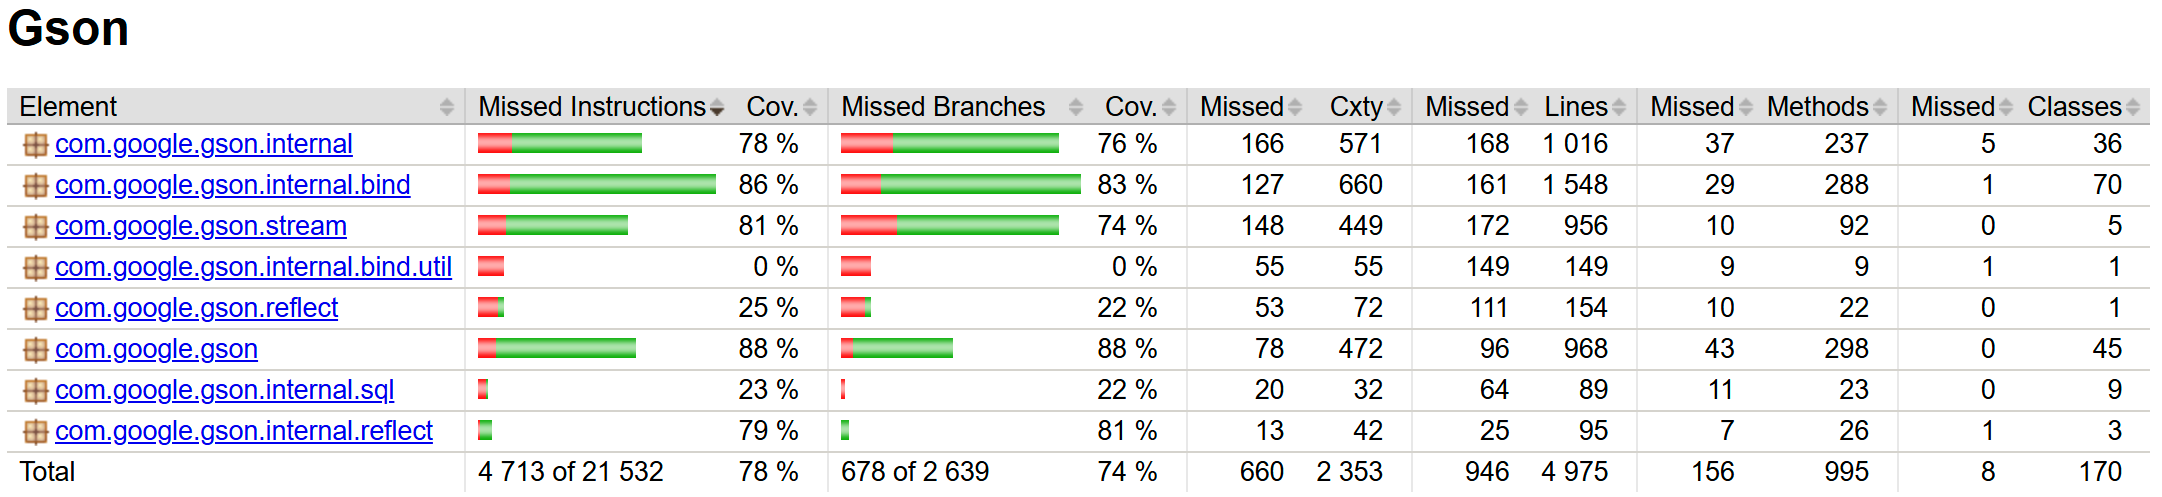 Gson
Element Missed Instructions Cov. Missed Branches Cov. Missed Cxty Missed Lines Missed Methods Missed Classes
com.google.gson.internal 78 % 76 % 166 571 168 1 016 37 237 5 36
com.google.gson.internal.bind 86 % 83 % 127 660 161 1 548 29 288 1 70
com.google.gson.stream 81 % 74 % 148 449 172 956 10 92 0 5
com.google.gson.internal.bind.util 0 % 0 % 55 55 149 149 9 9 1 1
com.google.gson.reflect 25 % 22 % 53 72 111 154 10 22 0 1
com.google.gson 88 % 88 % 78 472 96 968 43 298 0 45
com.google.gson.internal.sql 23 % 22 % 20 32 64 89 11 23 0 9
com.google.gson.internal.reflect 79 % 81 % 13 42 25 95 7 26 1 3
Total 4 713 of 21 532 78 % 678 of 2 639 74 % 660 2 353 946 4 975 156 995 8 170